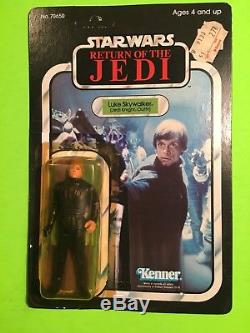 No. 70650
Ages 4 and up
STAR WARS
RETURN OF THE
JEDI
Luke Skywalker
(Jedi Knight Outfit)
Kenner